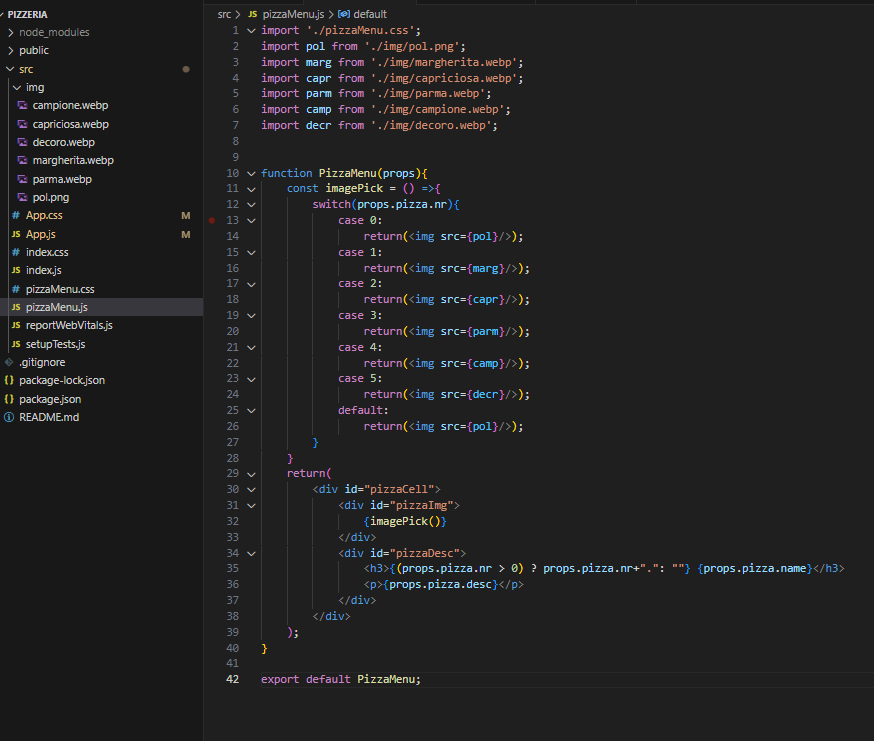 PIZZERIA
node_modules
public
src
img
campione.webp
capriciosa.webp
decoro.webp
margherita.webp
parma.webp
pol.png
# App.css M
JS App.js M
# index.css
JS index.js
# pizzaMenu.css
JS pizzaMenu.js
JS reportWebVitals.js
JS setupTests.js
.gitignore
{} package-lock.json
{} package.json
README.md
src > JS pizzaMenu.js > default
1 import './pizzaMenu.css';
2 import pol from './img/pol.png';
3 import marg from './img/margherita.webp';
4 import capr from './img/capriciosa.webp';
5 import parm from './img/parma.webp';
6 import camp from './img/campione.webp';
7 import decr from './img/decoro.webp';
8
9
10 function PizzaMenu(props){
11 const imagePick = () =>{
12 switch(props.pizza.nr){
13 case 0:
14 return(<img src={pol}/>);
15 case 1:
16 return(<img src={marg}/>);
17 case 2:
18 return(<img src={capr}/>);
19 case 3:
20 return(<img src={parm}/>);
21 case 4:
22 return(<img src={camp}/>);
23 case 5:
24 return(<img src={decr}/>);
25 default:
26 return(<img src={pol}/>);
27 }
28 }
29 return(
30 <div id="pizzaCell">
31 <div id="pizzaImg">
32 {imagePick()}
33 </div>
34 <div id="pizzaDesc">
35 <h3>{(props.pizza.nr > 0) ? props.pizza.nr+".": ""} {props.pizza.name}</h3>
36 <p>{props.pizza.desc}</p>
37 </div>
38 </div>
39 );
40 }
41
42 export default PizzaMenu;